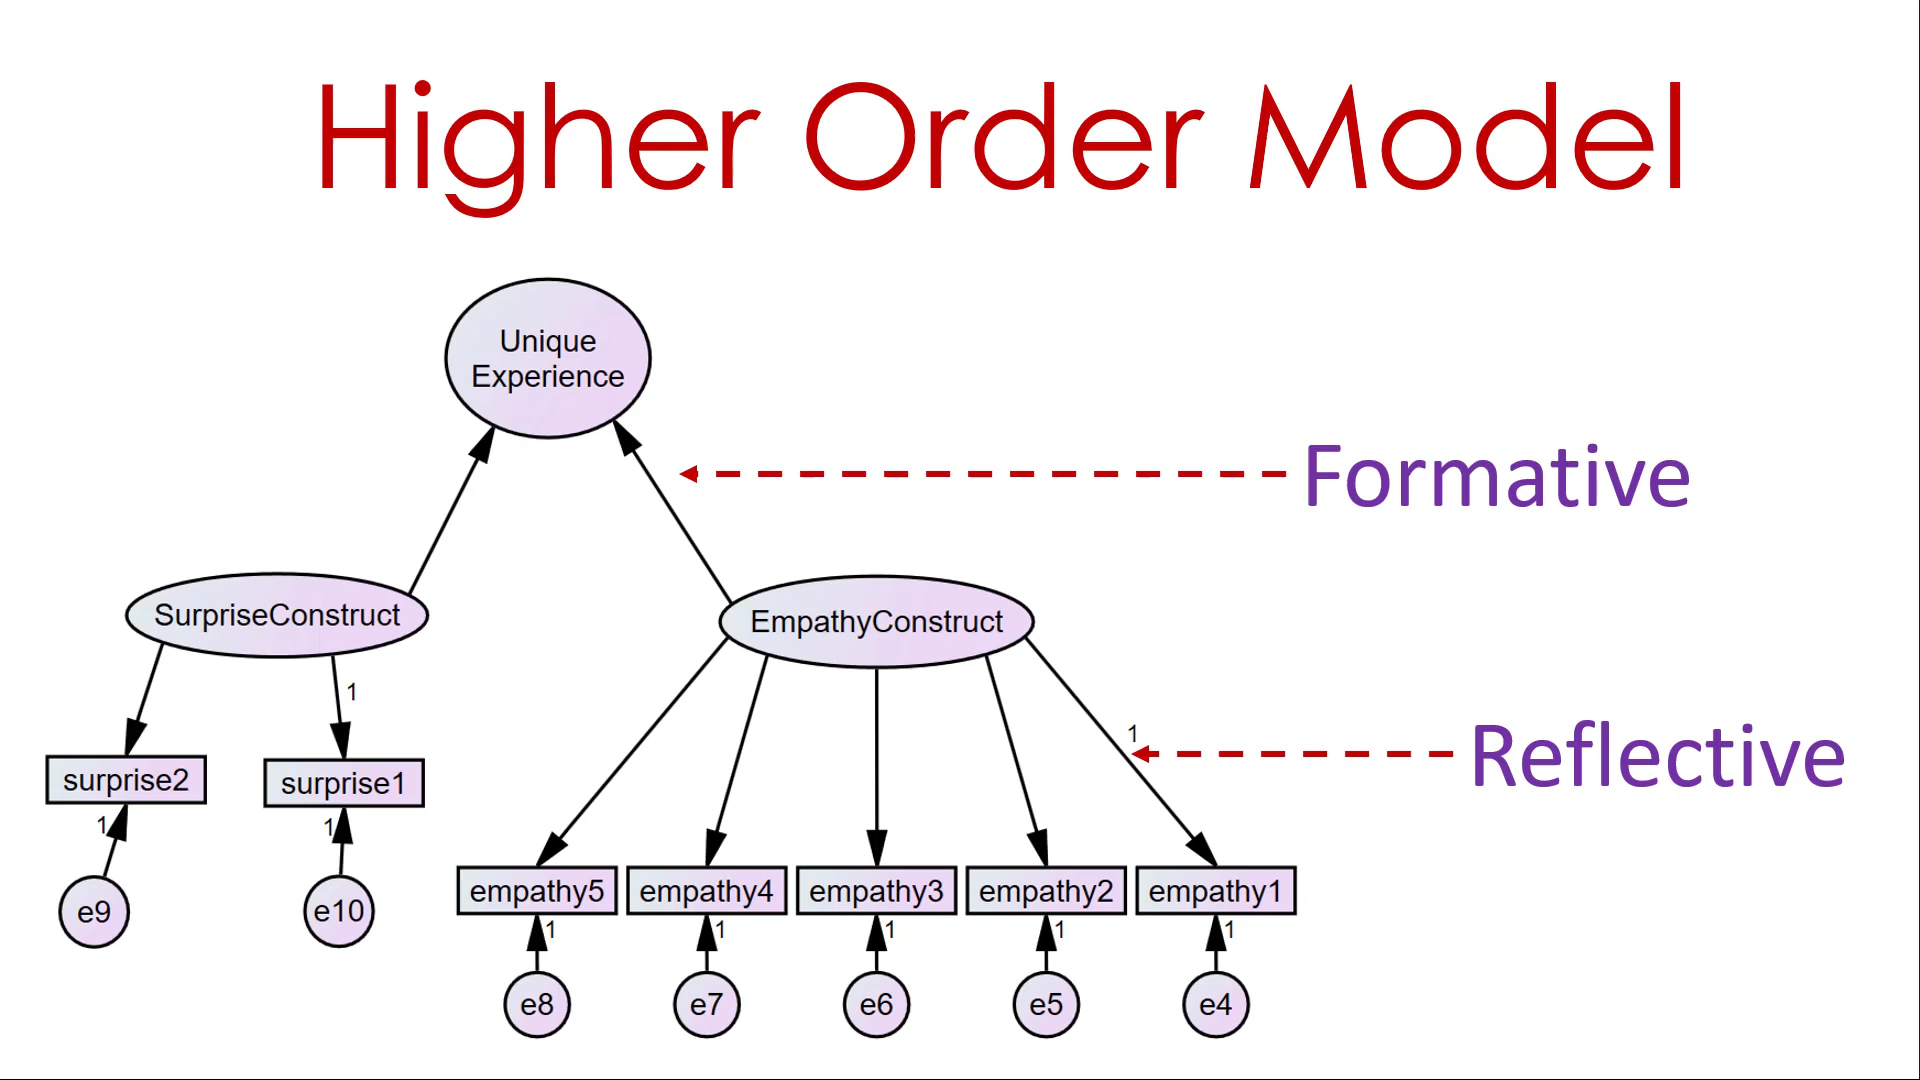 Higher Order Model
Unique
Experience
Formative
SurpriseConstruct
EmpathyConstruct
1
1
Reflective
surprise2
surprise1
1
1
empathy5
empathy4
empathy3
empathy2
empathy1
e9
e10
1
1
1
1
1
e8
e7
e6
e5
e4